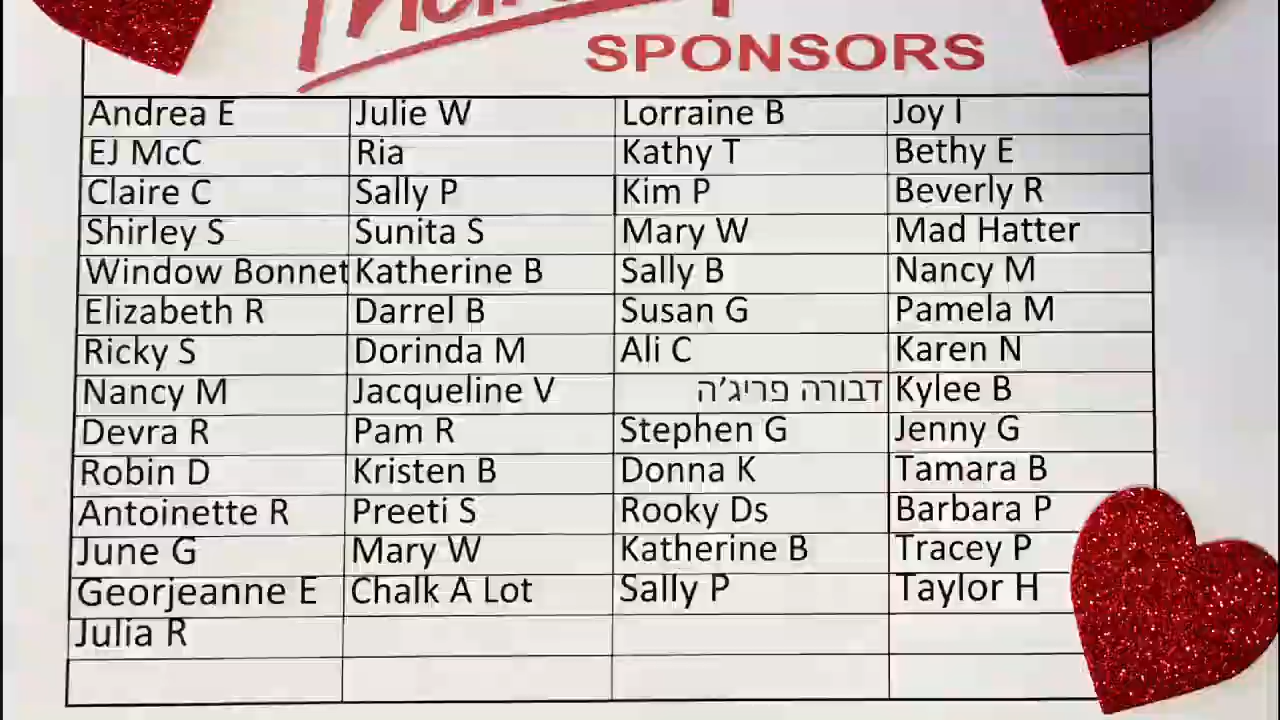 SPONSORS
Andrea E Julie W Lorraine B Joy I
EJ McC Ria Kathy T Bethy E
Claire C Sally P Kim P Beverly R
Shirley S Sunita S Mary W Mad Hatter
Window Bonnet Katherine B Sally B Nancy M
Elizabeth R Darrel B Susan G Pamela M
Ricky S Dorinda M Ali C Karen N
Nancy M Jacqueline V דבורה פריג'ה Kylee B
Devra R Pam R Stephen G Jenny G
Robin D Kristen B Donna K Tamara B
Antoinette R Preeti S Rooky Ds Barbara P
June G Mary W Katherine B Tracey P
Georjeanne E Chalk A Lot Sally P Taylor H
Julia R